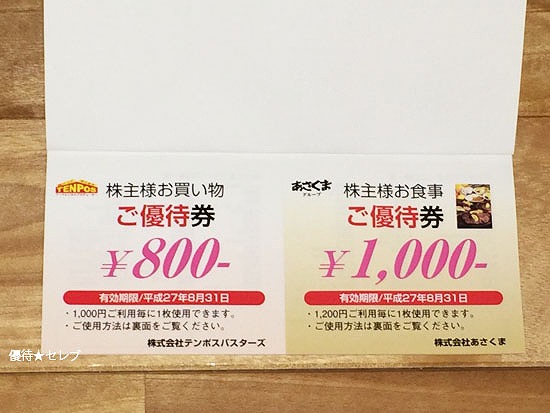 TENPOS
株主様お買い物
ご優待券
¥800-
有効期限/平成27年8月31日
・1,000円ご利用毎に1枚使用できます。
・ご使用方法は裏面をご覧ください。
株式会社テンポスバスターズ
あさくま
グループ
株主様お食事
ご優待券
¥1,000-
有効期限/平成27年8月31日
・1,200円ご利用毎に1枚使用できます。
・ご使用方法は裏面をご覧ください。
株式会社あさくま
優待★セレブ